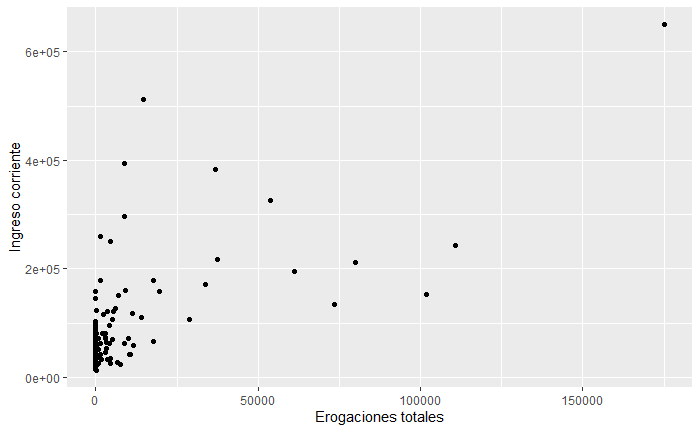 6e+05
4e+05
2e+05
0e+00
Ingreso corriente
0
50000
100000
150000
Erogaciones totales